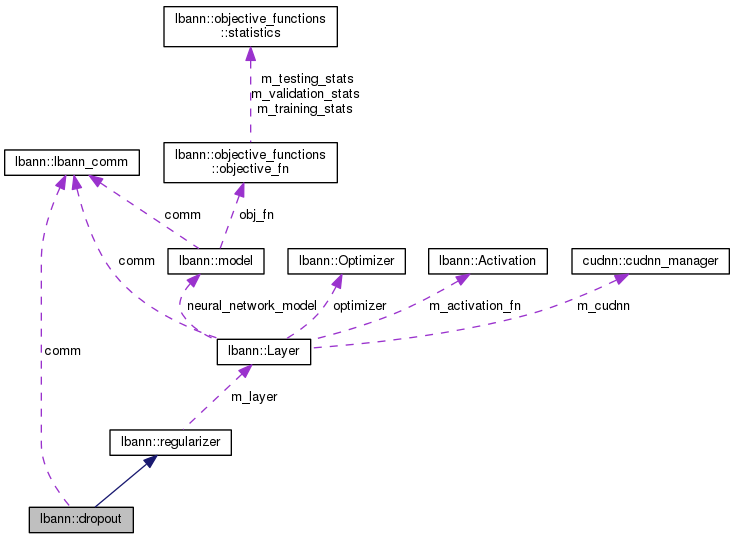 lbann::objective_functions
::statistics
m_testing_stats
m_validation_stats
m_training_stats
lbann::lbann_comm
lbann::objective_functions
::objective_fn
comm
obj_fn
comm
lbann::model
lbann::Optimizer
lbann::Activation
cudnn::cudnn_manager
neural_network_model
optimizer
m_activation_fn
m_cudnn
comm
lbann::Layer
m_layer
lbann::regularizer
lbann::dropout